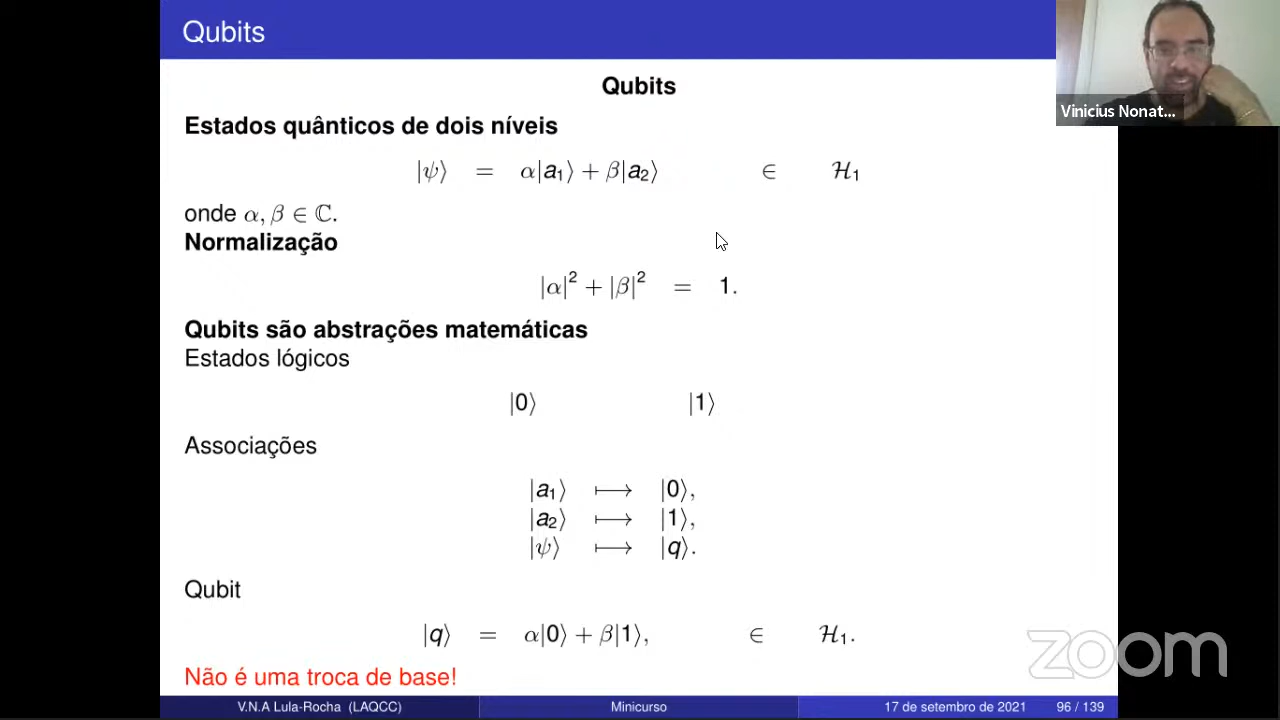 Qubits
Qubits
Estados quânticos de dois níveis
|ψ⟩ = α|a₁⟩ + β|a₂⟩ ∈ ℋ₁
onde α, β ∈ ℂ.
Normalização
|α|² + |β|² = 1.
Qubits são abstrações matemáticas
Estados lógicos
|0⟩ |1⟩
Associações
|a₁⟩ ⟼ |0⟩,
|a₂⟩ ⟼ |1⟩,
|ψ⟩ ⟼ |q⟩.
Qubit
|q⟩ = α|0⟩ + β|1⟩, ∈ ℋ₁.
Não é uma troca de base!
V.N.A Lula-Rocha (LAQCC) Minicurso 17 de setembro de 2021 96 / 139
Vinicius Nonat...
zoom